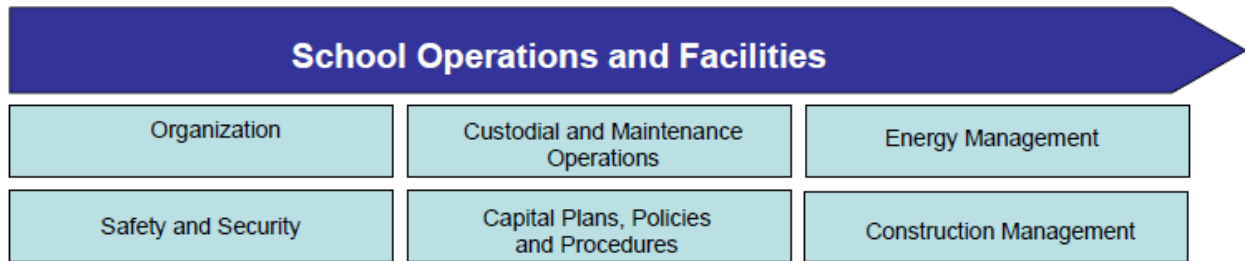 School Operations and Facilities
Organization
Custodial and Maintenance
Operations
Energy Management
Safety and Security
Capital Plans, Policies
and Procedures
Construction Management